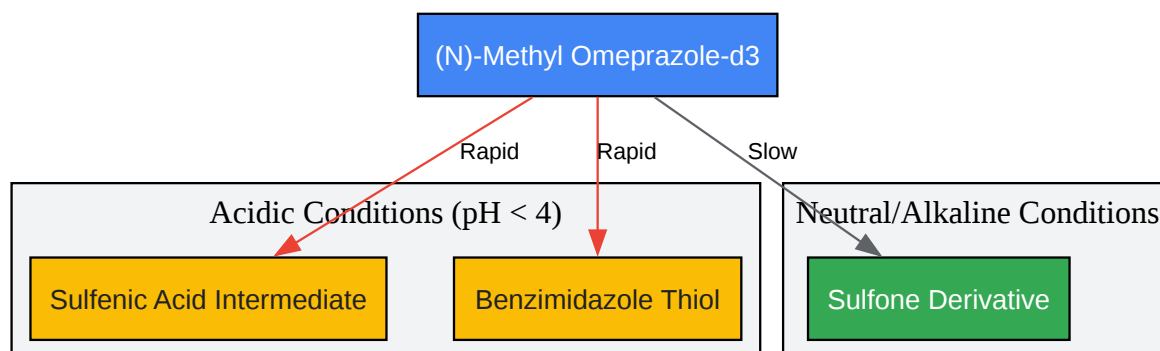 (N)-Methyl Omeprazole-d3
Rapid
Rapid
Slow
Acidic Conditions (pH < 4)
Neutral/Alkaline Conditions
Sulfenic Acid Intermediate
Benzimidazole Thiol
Sulfone Derivative